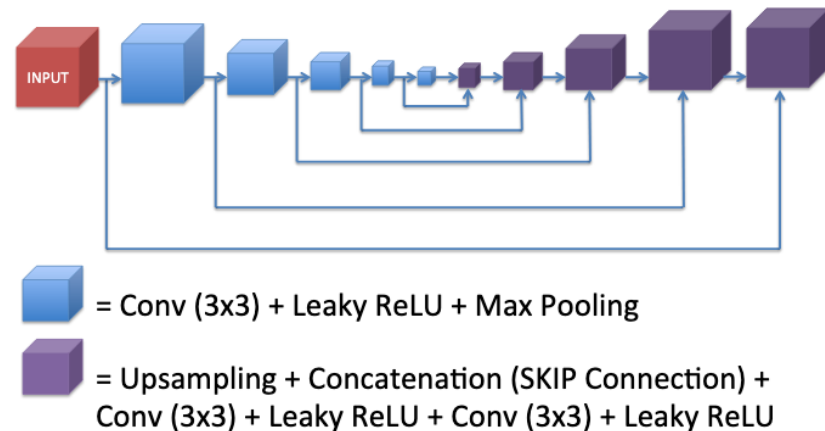 INPUT
= Conv (3x3) + Leaky ReLU + Max Pooling
= Upsampling + Concatenation (SKIP Connection) +
Conv (3x3) + Leaky ReLU + Conv (3x3) + Leaky ReLU